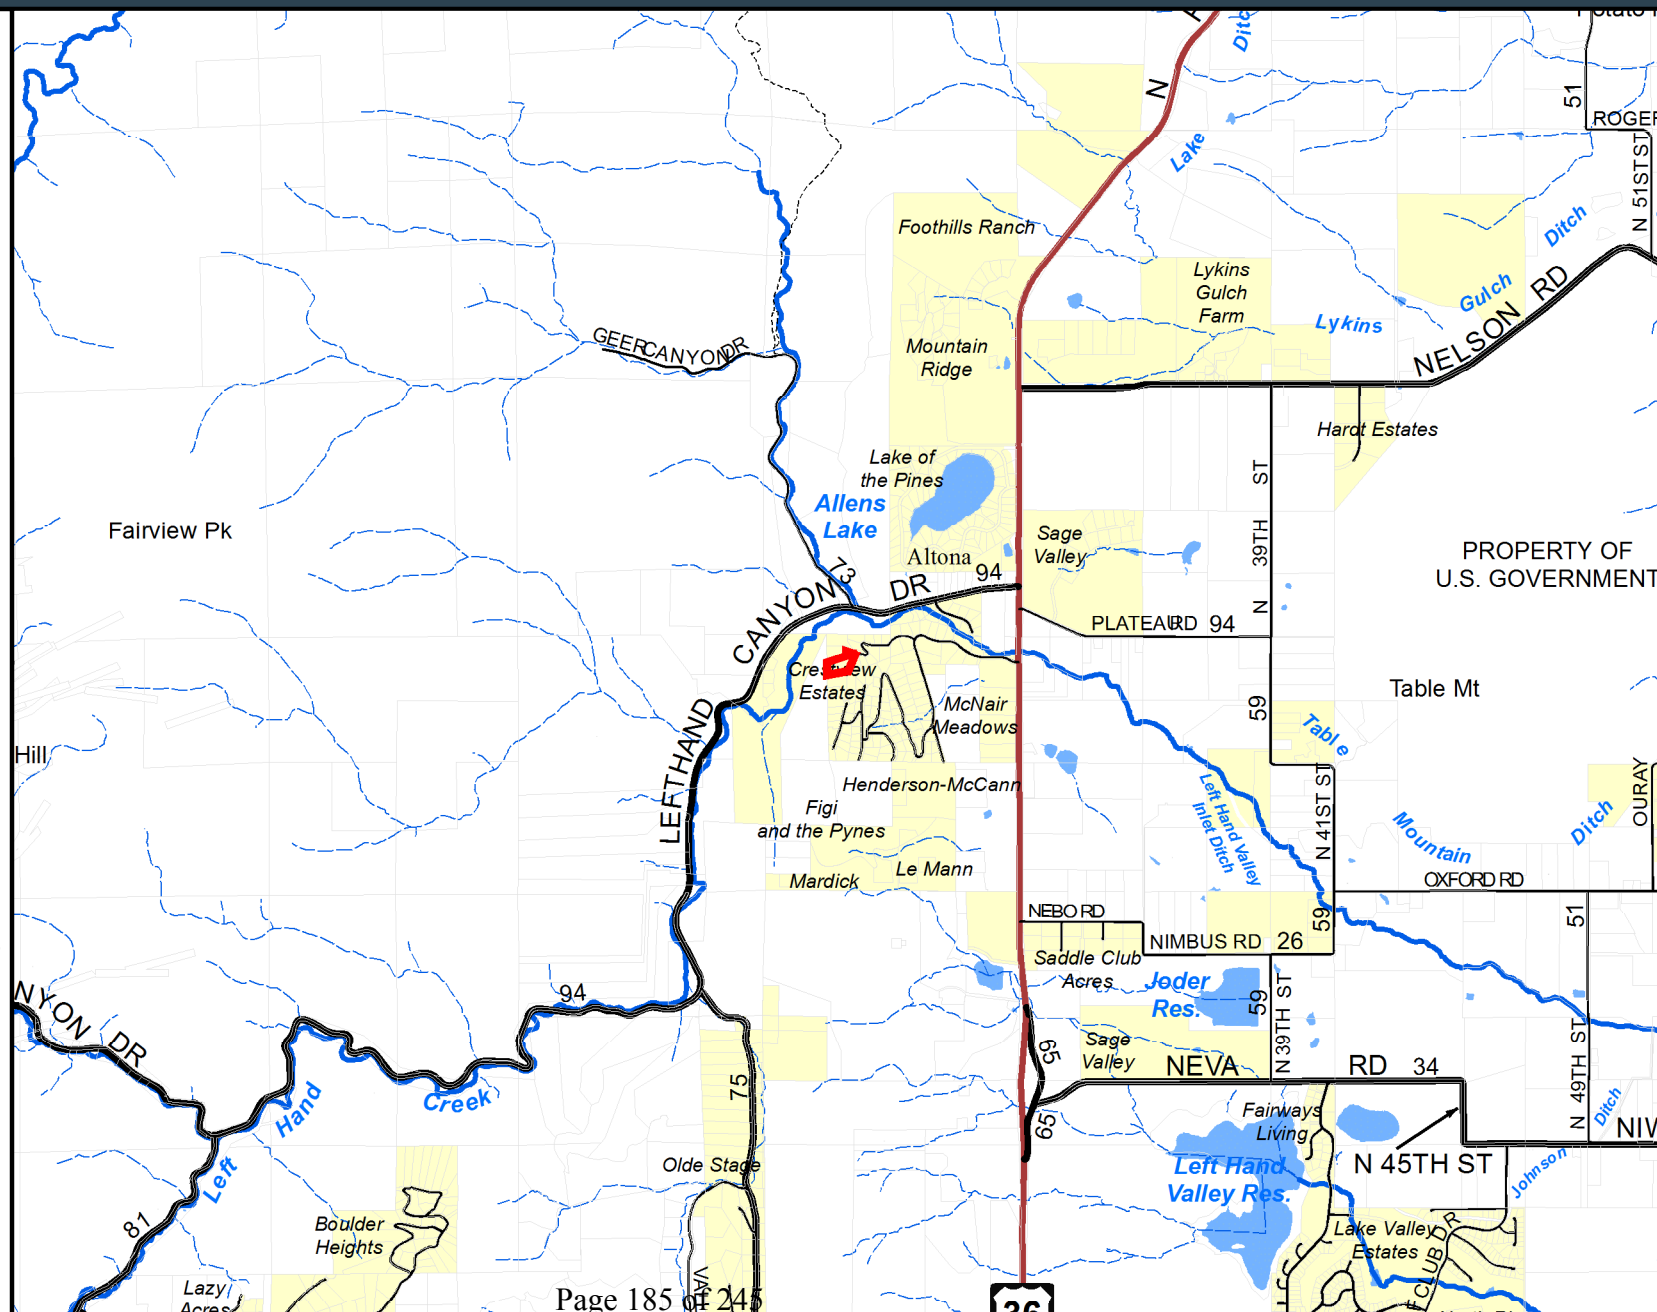 Ditch
N
51
Lake
N 51ST ST
Foothills Ranch
Ditch
Lykins
Gulch
Farm
Gulch
NELSON RD
Lykins
GEER CANYON DR
Mountain
Ridge
Hardt Estates
Lake of
the Pines
Allens
Lake
39TH ST
N
Fairview Pk
Sage
Valley
Altona
PROPERTY OF
U.S. GOVERNMENT
73
94
LEFTHAND CANYON DR
PLATEAU RD 94
Crestview
Estates
Table Mt
McNair
Meadows
59
Table
Hill
Henderson-McCann
Left Hand Valley
Inlet Ditch
N 41ST ST
OURAY
Figi
and the Pynes
Mountain
Ditch
Le Mann
Mardick
OXFORD RD
NEBO RD
59
51
NIMBUS RD 26
Saddle Club
Acres
Joder
Res.
94
59
N 39TH ST
NYON DR
65
Sage
Valley
NEVA RD 34
N 49TH ST
75
Hand
Creek
65
Fairways
Living
Ditch
Left
Olde Stage
Left Hand
Valley Res.
N 45TH ST
Johnson
81
Boulder
Heights
Lake Valley
Estates
CLUB DR
Lazy
Acres
Page 185 of 245
36